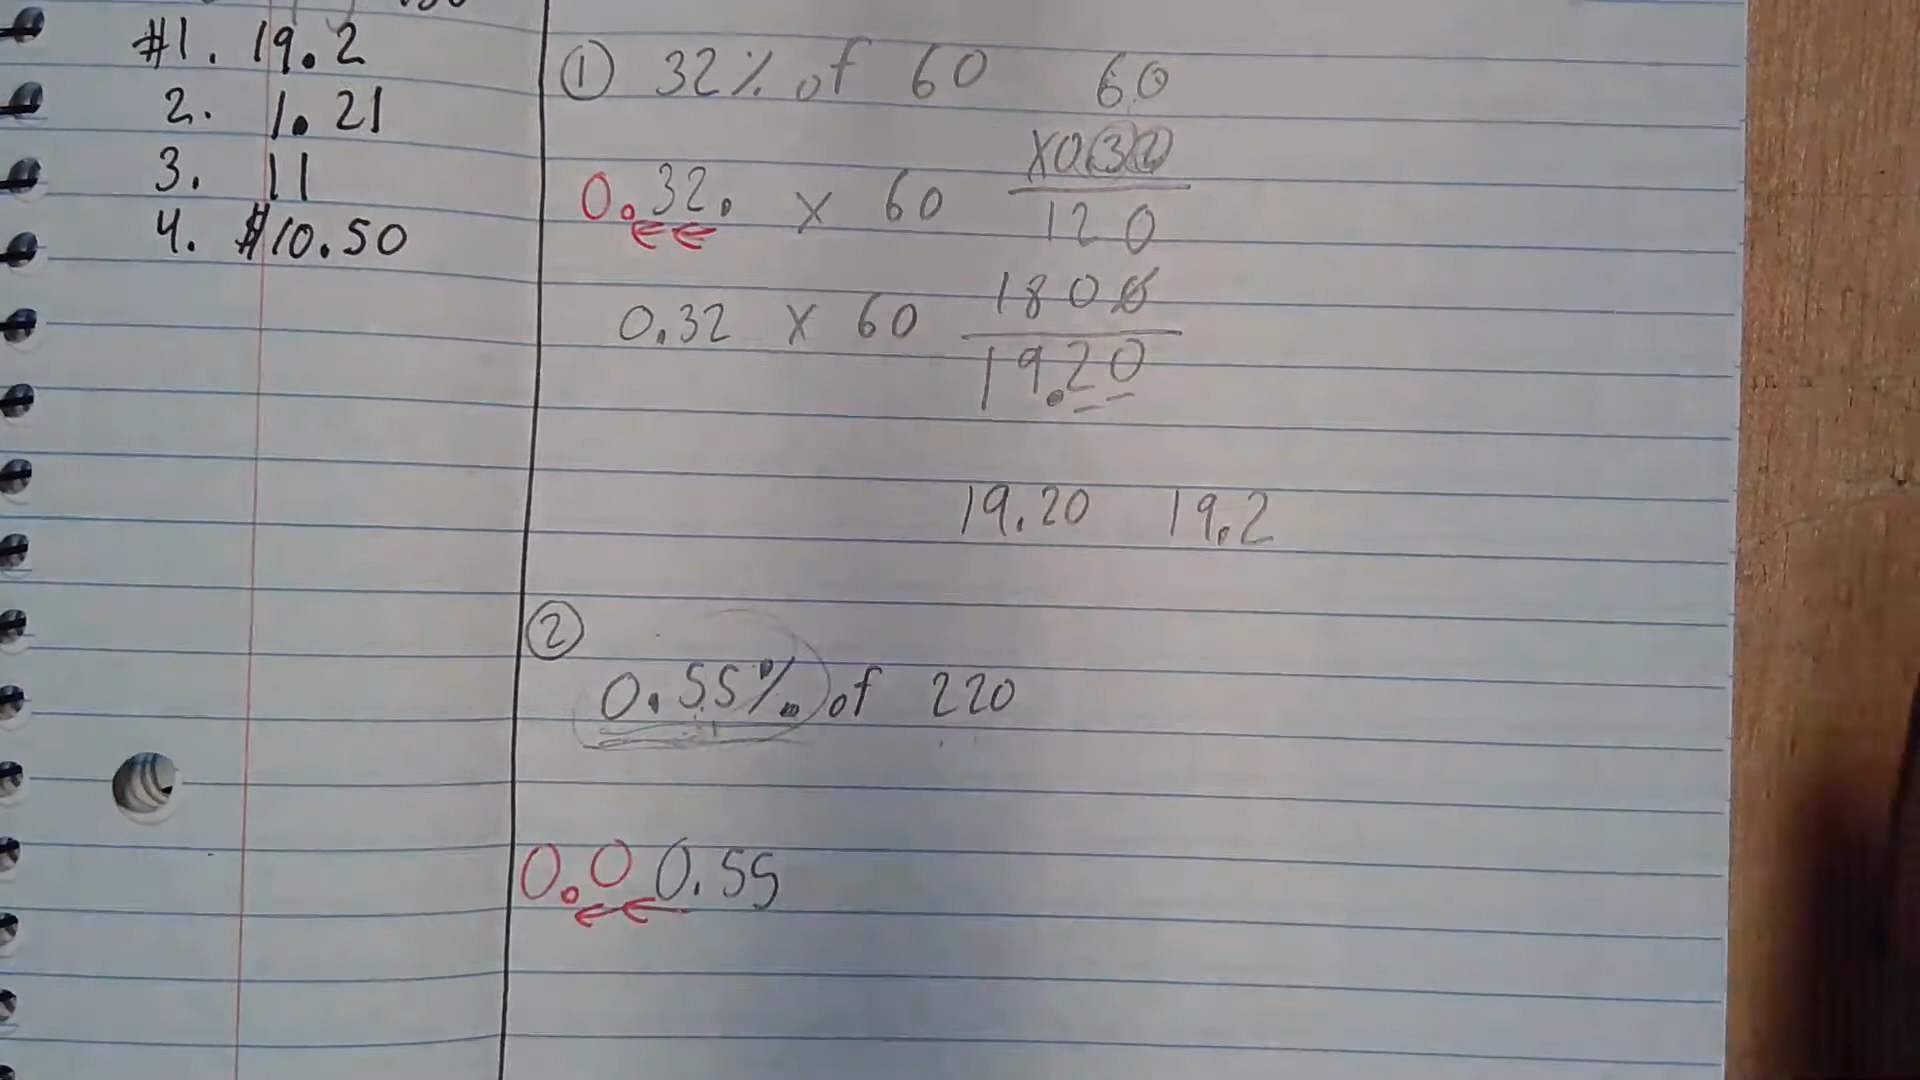 #1. 19.2
2. 1.21
3. 11
4. $10.50
① 32% of 60
60
x0.32
120
1800
19.20
0.32. x 60
0.32 x 60
19.20 19.2
②
0.55% of 220
0.00.55